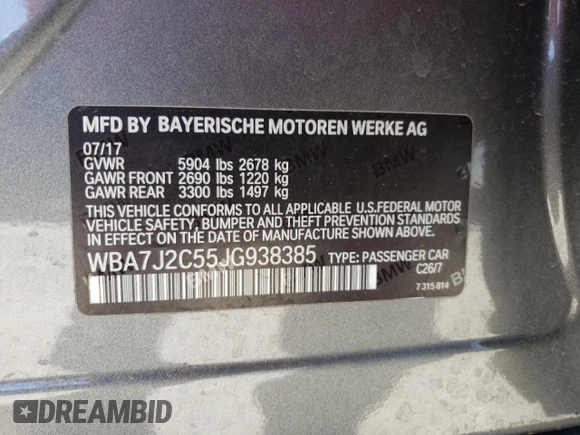 MFD BY BAYERISCHE MOTOREN WERKE AG
07/17
GVWR 5904 lbs 2678 kg
GAWR FRONT 2690 lbs 1220 kg
GAWR REAR 3300 lbs 1497 kg
THIS VEHICLE CONFORMS TO ALL APPLICABLE U.S.FEDERAL MOTOR
VEHICLE SAFETY, BUMPER AND THEFT PREVENTION STANDARDS
IN EFFECT ON THE DATE OF MANUFACTURE SHOWN ABOVE.
WBA7J2C55JG938385 TYPE: PASSENGER CAR
C26/7
7 315 814
DREAMBID